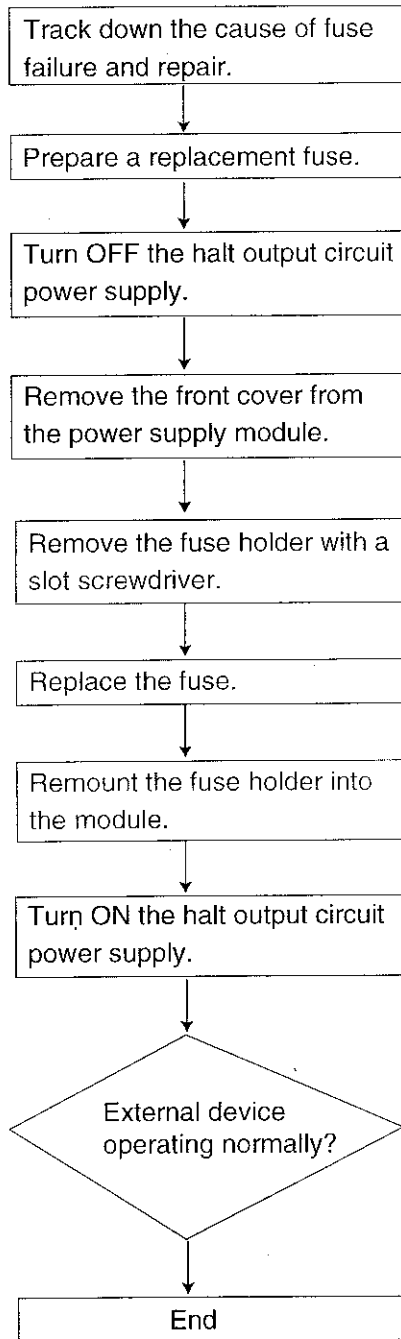 Track down the cause of fuse
failure and repair.
Prepare a replacement fuse.
Turn OFF the halt output circuit
power supply.
Remove the front cover from
the power supply module.
Remove the fuse holder with a
slot screwdriver.
Replace the fuse.
Remount the fuse holder into
the module.
Turn ON the halt output circuit
power supply.
External device
operating normally?
End